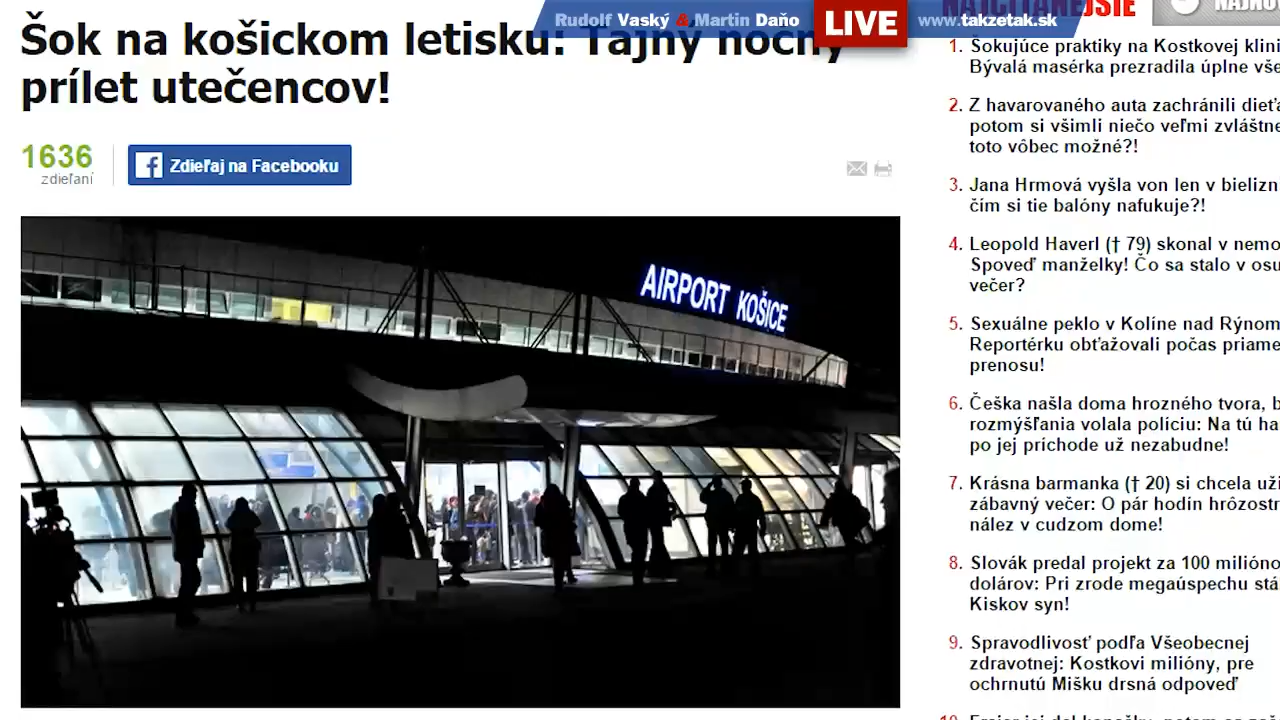 Rudolf Vaský & Martin Daňo LIVE www.takzetak.sk
Šok na košickom letisku: Tajný nočný
prílet utečencov!
1636
zdieľaní
Zdieľaj na Facebooku
AIRPORT KOŠICE
1. Šokujúce praktiky na Kostkovej klini
Bývalá masérka prezradila úplne vše
2. Z havarovaného auta zachránili dieťa
potom si všimli niečo veľmi zvláštne
toto vôbec možné?!
3. Jana Hrmová vyšla von len v bielizn
čím si tie balóny nafukuje?!
4. Leopold Haverl († 79) skonal v nemo
Spoveď manželky! Čo sa stalo v osu
večer?
5. Sexuálne peklo v Kolíne nad Rýnom
Reportérku obťažovali počas priame
prenosu!
6. Češka našla doma hrozného tvora, b
rozmýšľania volala políciu: Na tú ha
po jej príchode už nezabudne!
7. Krásna barmanka († 20) si chcela uži
zábavný večer: O pár hodín hrôzostr
nález v cudzom dome!
8. Slovák predal projekt za 100 milióno
dolárov: Pri zrode megaúspechu stá
Kiskov syn!
9. Spravodlivosť podľa Všeobecnej
zdravotnej: Kostkovi milióny, pre
ochrnutú Mišku drsná odpoveď